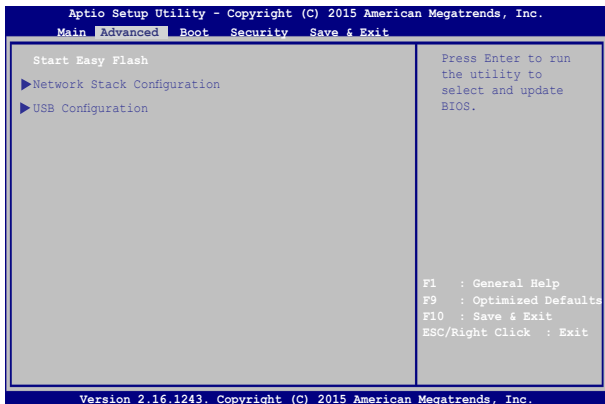 Aptio Setup Utility - Copyright (C) 2015 American Megatrends, Inc.
Main Advanced Boot Security Save & Exit
Start Easy Flash
Network Stack Configuration
USB Configuration
Press Enter to run
the utility to
select and update
BIOS.
F1 : General Help
F9 : Optimized Defaults
F10 : Save & Exit
ESC/Right Click : Exit
Version 2.16.1243. Copyright (C) 2015 American Megatrends, Inc.